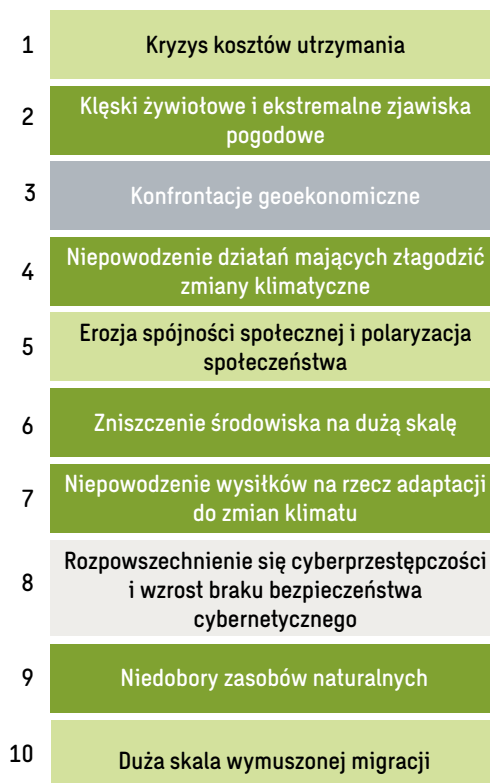 1 Kryzys kosztów utrzymania
2 Klęski żywiołowe i ekstremalne zjawiska
pogodowe
3 Konfrontacje geoekonomiczne
4 Niepowodzenie działań mających złagodzić
zmiany klimatyczne
5 Erozja spójności społecznej i polaryzacja
społeczeństwa
6 Zniszczenie środowiska na dużą skalę
7 Niepowodzenie wysiłków na rzecz adaptacji
do zmian klimatu
8 Rozpowszechnienie się cyberprzestępczości
i wzrost braku bezpieczeństwa
cybernetycznego
9 Niedobory zasobów naturalnych
10 Duża skala wymuszonej migracji